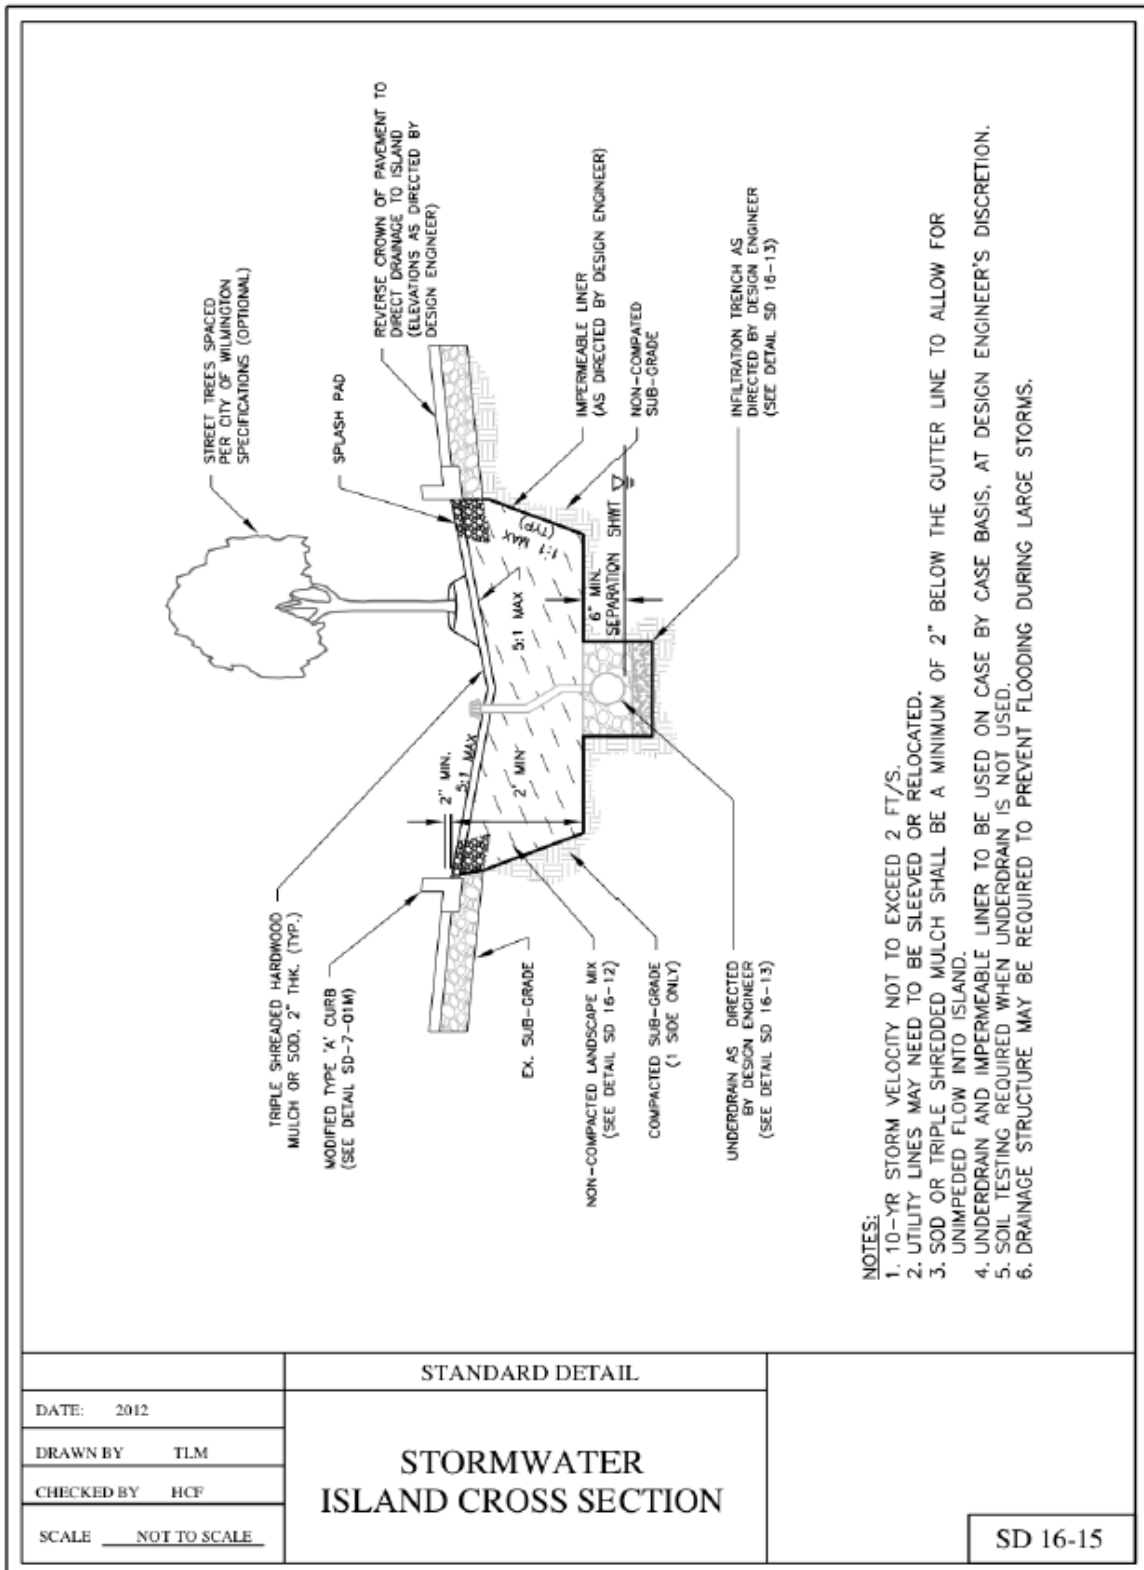 STREET TREES SPACED
PER CITY OF WILMINGTON
SPECIFICATIONS (OPTIONAL)
SPLASH PAD
REVERSE CROWN OF PAVEMENT TO
DIRECT DRAINAGE TO ISLAND
(ELEVATIONS AS DIRECTED BY
DESIGN ENGINEER)
IMPERMEABLE LINER
(AS DIRECTED BY DESIGN ENGINEER)
NON-COMPATED
SUB-GRADE
INFILTRATION TRENCH AS
DIRECTED BY DESIGN ENGINEER
(SEE DETAIL SD 16-13)
TRIPLE SHREADED HARDWOOD
MULCH OR SOD, 2" THK. (TYP.)
MODIFIED TYPE 'A' CURB
(SEE DETAIL SD-7-01M)
EX. SUB-GRADE
NON-COMPACTED LANDSCAPE MIX
(SEE DETAIL SD 16-12)
COMPACTED SUB-GRADE
(1 SIDE ONLY)
UNDERDRAIN AS DIRECTED
BY DESIGN ENGINEER
(SEE DETAIL SD 16-13)
2" MIN.
5:1 MAX
2' MIN
5:1 MAX
1:1 MAX
(TYP)
6" MIN.
SEPARATION SHWT
NOTES:
1. 10-YR STORM VELOCITY NOT TO EXCEED 2 FT/S.
2. UTILITY LINES MAY NEED TO BE SLEEVED OR RELOCATED.
3. SOD OR TRIPLE SHREDDED MULCH SHALL BE A MINIMUM OF 2" BELOW THE GUTTER LINE TO ALLOW FOR
UNIMPEDED FLOW INTO ISLAND.
4. UNDERDRAIN AND IMPERMEABLE LINER TO BE USED ON CASE BY CASE BASIS, AT DESIGN ENGINEER'S DISCRETION.
5. SOIL TESTING REQUIRED WHEN UNDERDRAIN IS NOT USED.
6. DRAINAGE STRUCTURE MAY BE REQUIRED TO PREVENT FLOODING DURING LARGE STORMS.
STANDARD DETAIL
DATE: 2012
DRAWN BY TLM
CHECKED BY HCF
SCALE NOT TO SCALE
STORMWATER
ISLAND CROSS SECTION
SD 16-15